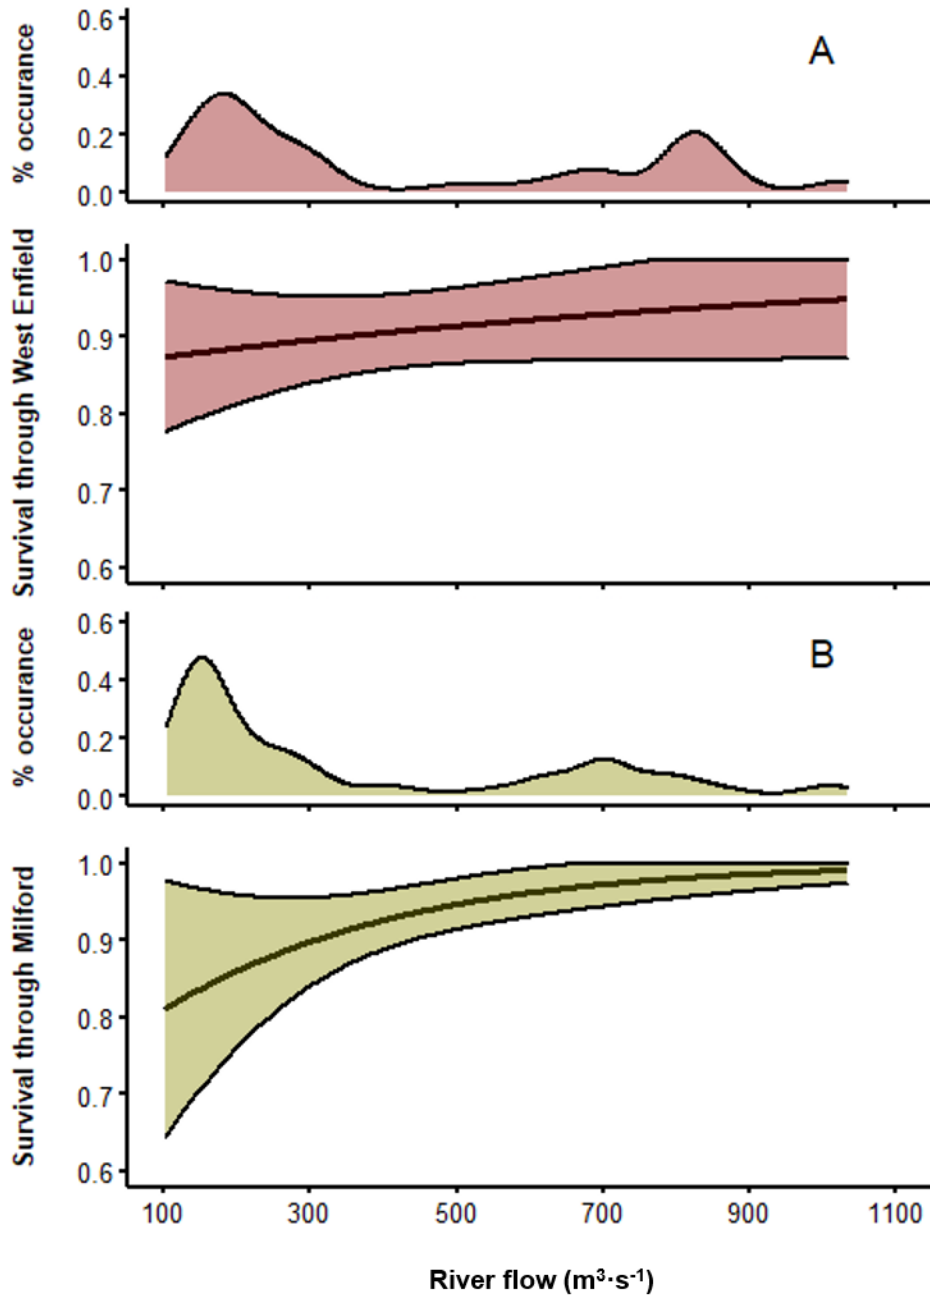 A
% occurance
0.6
0.4
0.2
0.0
Survival through West Enfield
1.0
0.9
0.8
0.7
0.6
B
% occurance
0.6
0.4
0.2
0.0
Survival through Milford
1.0
0.9
0.8
0.7
0.6
100 300 500 700 900 1100
River flow (m³·s⁻¹)